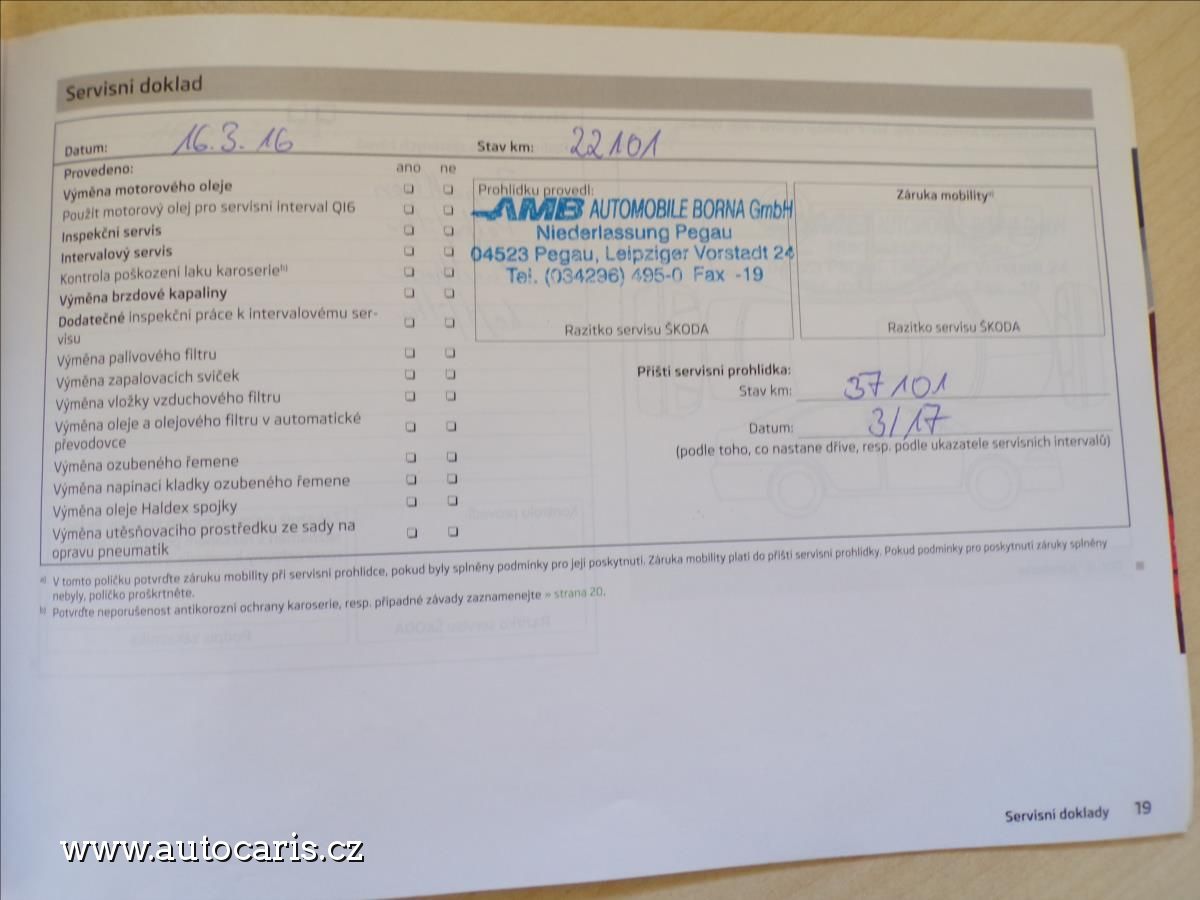 Servisní doklad
Datum: 16.3.16 Stav km: 22101
Provedeno: ano ne
Výměna motorového oleje
Použit motorový olej pro servisní interval QI6
Inspekční servis
Intervalový servis
Kontrola poškození laku karoserie b)
Výměna brzdové kapaliny
Dodatečné inspekční práce k intervalovému ser-
visu
Výměna palivového filtru
Výměna zapalovacích svíček
Výměna vložky vzduchového filtru
Výměna oleje a olejového filtru v automatické
převodovce
Výměna ozubeného řemene
Výměna napínací kladky ozubeného řemene
Výměna oleje Haldex spojky
Výměna utěsňovacího prostředku ze sady na
opravu pneumatik
Prohlídku provedl:
AMB AUTOMOBILE BORNA GmbH
Niederlassung Pegau
04523 Pegau, Leipziger Vorstadt 24
Tel. (034296) 495-0 Fax -19
Razítko servisu ŠKODA
Záruka mobility a)
Razítko servisu ŠKODA
Příští servisní prohlídka:
Stav km: 37101
Datum: 3/17
(podle toho, co nastane dříve, resp. podle ukazatele servisních intervalů)
a) V tomto políčku potvrďte záruku mobility při servisní prohlídce, pokud byly splněny podmínky pro její poskytnutí. Záruka mobility platí do příští servisní prohlídky. Pokud podmínky pro poskytnutí záruky splněny
nebyly, políčko proškrtněte.
b) Potvrďte neporušenost antikorozní ochrany karoserie, resp. případné závady zaznamenejte » strana 20.
Servisní doklady 19
www.autocaris.cz